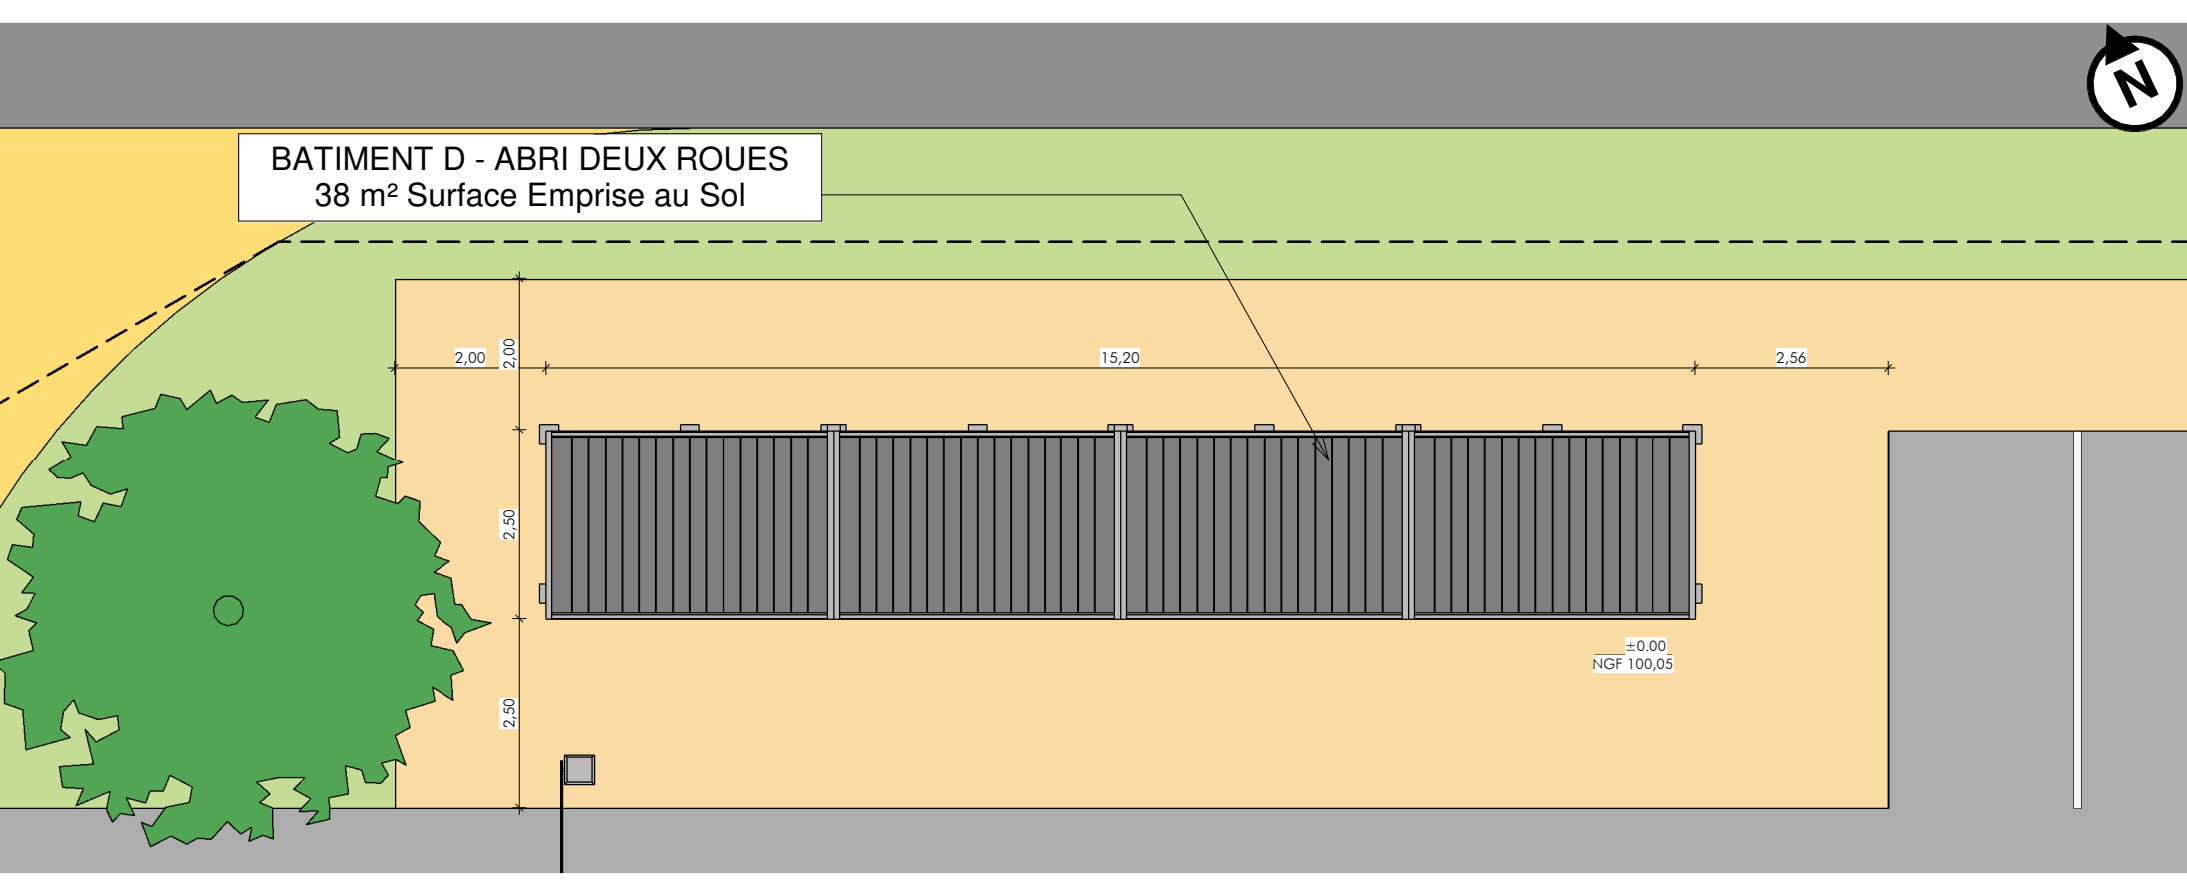 N
BATIMENT D - ABRI DEUX ROUES
38 m² Surface Emprise au Sol
2,00
2,00
15,20
2,56
2,50
±0.00
NGF 100,05
2,50